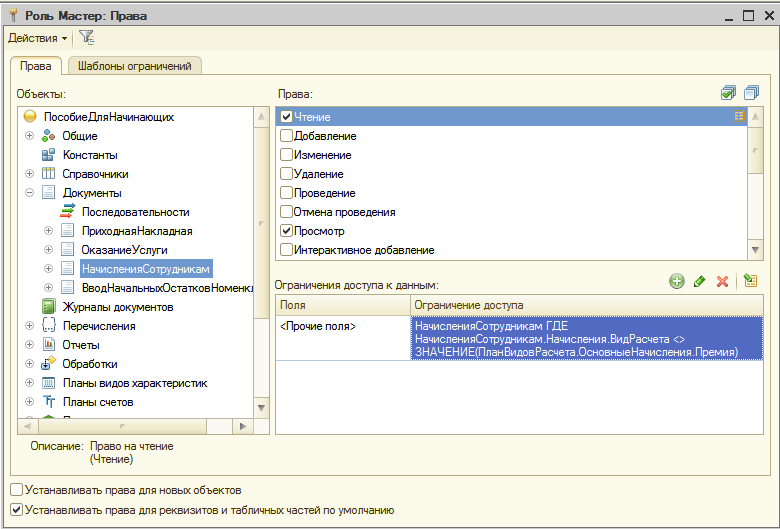 Роль Мастер: Права
Действия
Права
Шаблоны ограничений
Объекты:
ПособиеДляНачинающих
Общие
Константы
Справочники
Документы
Последовательности
ПриходнаяНакладная
ОказаниеУслуги
НачисленияСотрудникам
ВводНачальныхОстатковНоменкл
Журналы документов
Перечисления
Отчеты
Обработки
Планы видов характеристик
Планы счетов
Описание: Право на чтение
(Чтение)
Права:
Чтение
Добавление
Изменение
Удаление
Проведение
Отмена проведения
Просмотр
Интерактивное добавление
Ограничения доступа к данным:
Поля
Ограничение доступа
<Прочие поля>
НачисленияСотрудникам ГДЕ
НачисленияСотрудникам.Начисления.ВидРасчета <>
ЗНАЧЕНИЕ(ПланВидовРасчета.ОсновныеНачисления.Премия)
Устанавливать права для новых объектов
Устанавливать права для реквизитов и табличных частей по умолчанию